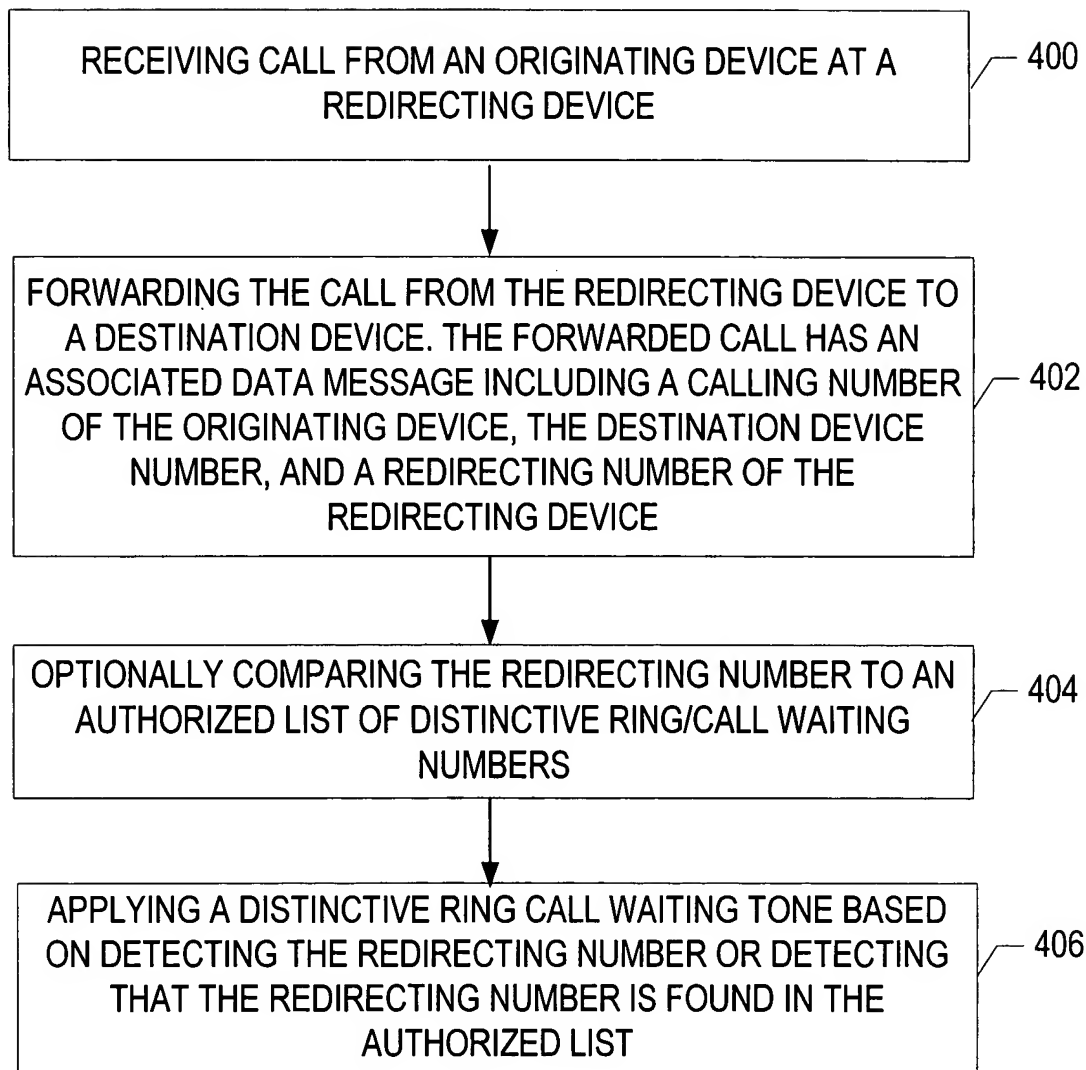 RECEIVING CALL FROM AN ORIGINATING DEVICE AT A
REDIRECTING DEVICE
400
FORWARDING THE CALL FROM THE REDIRECTING DEVICE TO
A DESTINATION DEVICE. THE FORWARDED CALL HAS AN
ASSOCIATED DATA MESSAGE INCLUDING A CALLING NUMBER
OF THE ORIGINATING DEVICE, THE DESTINATION DEVICE
NUMBER, AND A REDIRECTING NUMBER OF THE
REDIRECTING DEVICE
402
OPTIONALLY COMPARING THE REDIRECTING NUMBER TO AN
AUTHORIZED LIST OF DISTINCTIVE RING/CALL WAITING
NUMBERS
404
APPLYING A DISTINCTIVE RING CALL WAITING TONE BASED
ON DETECTING THE REDIRECTING NUMBER OR DETECTING
THAT THE REDIRECTING NUMBER IS FOUND IN THE
AUTHORIZED LIST
406